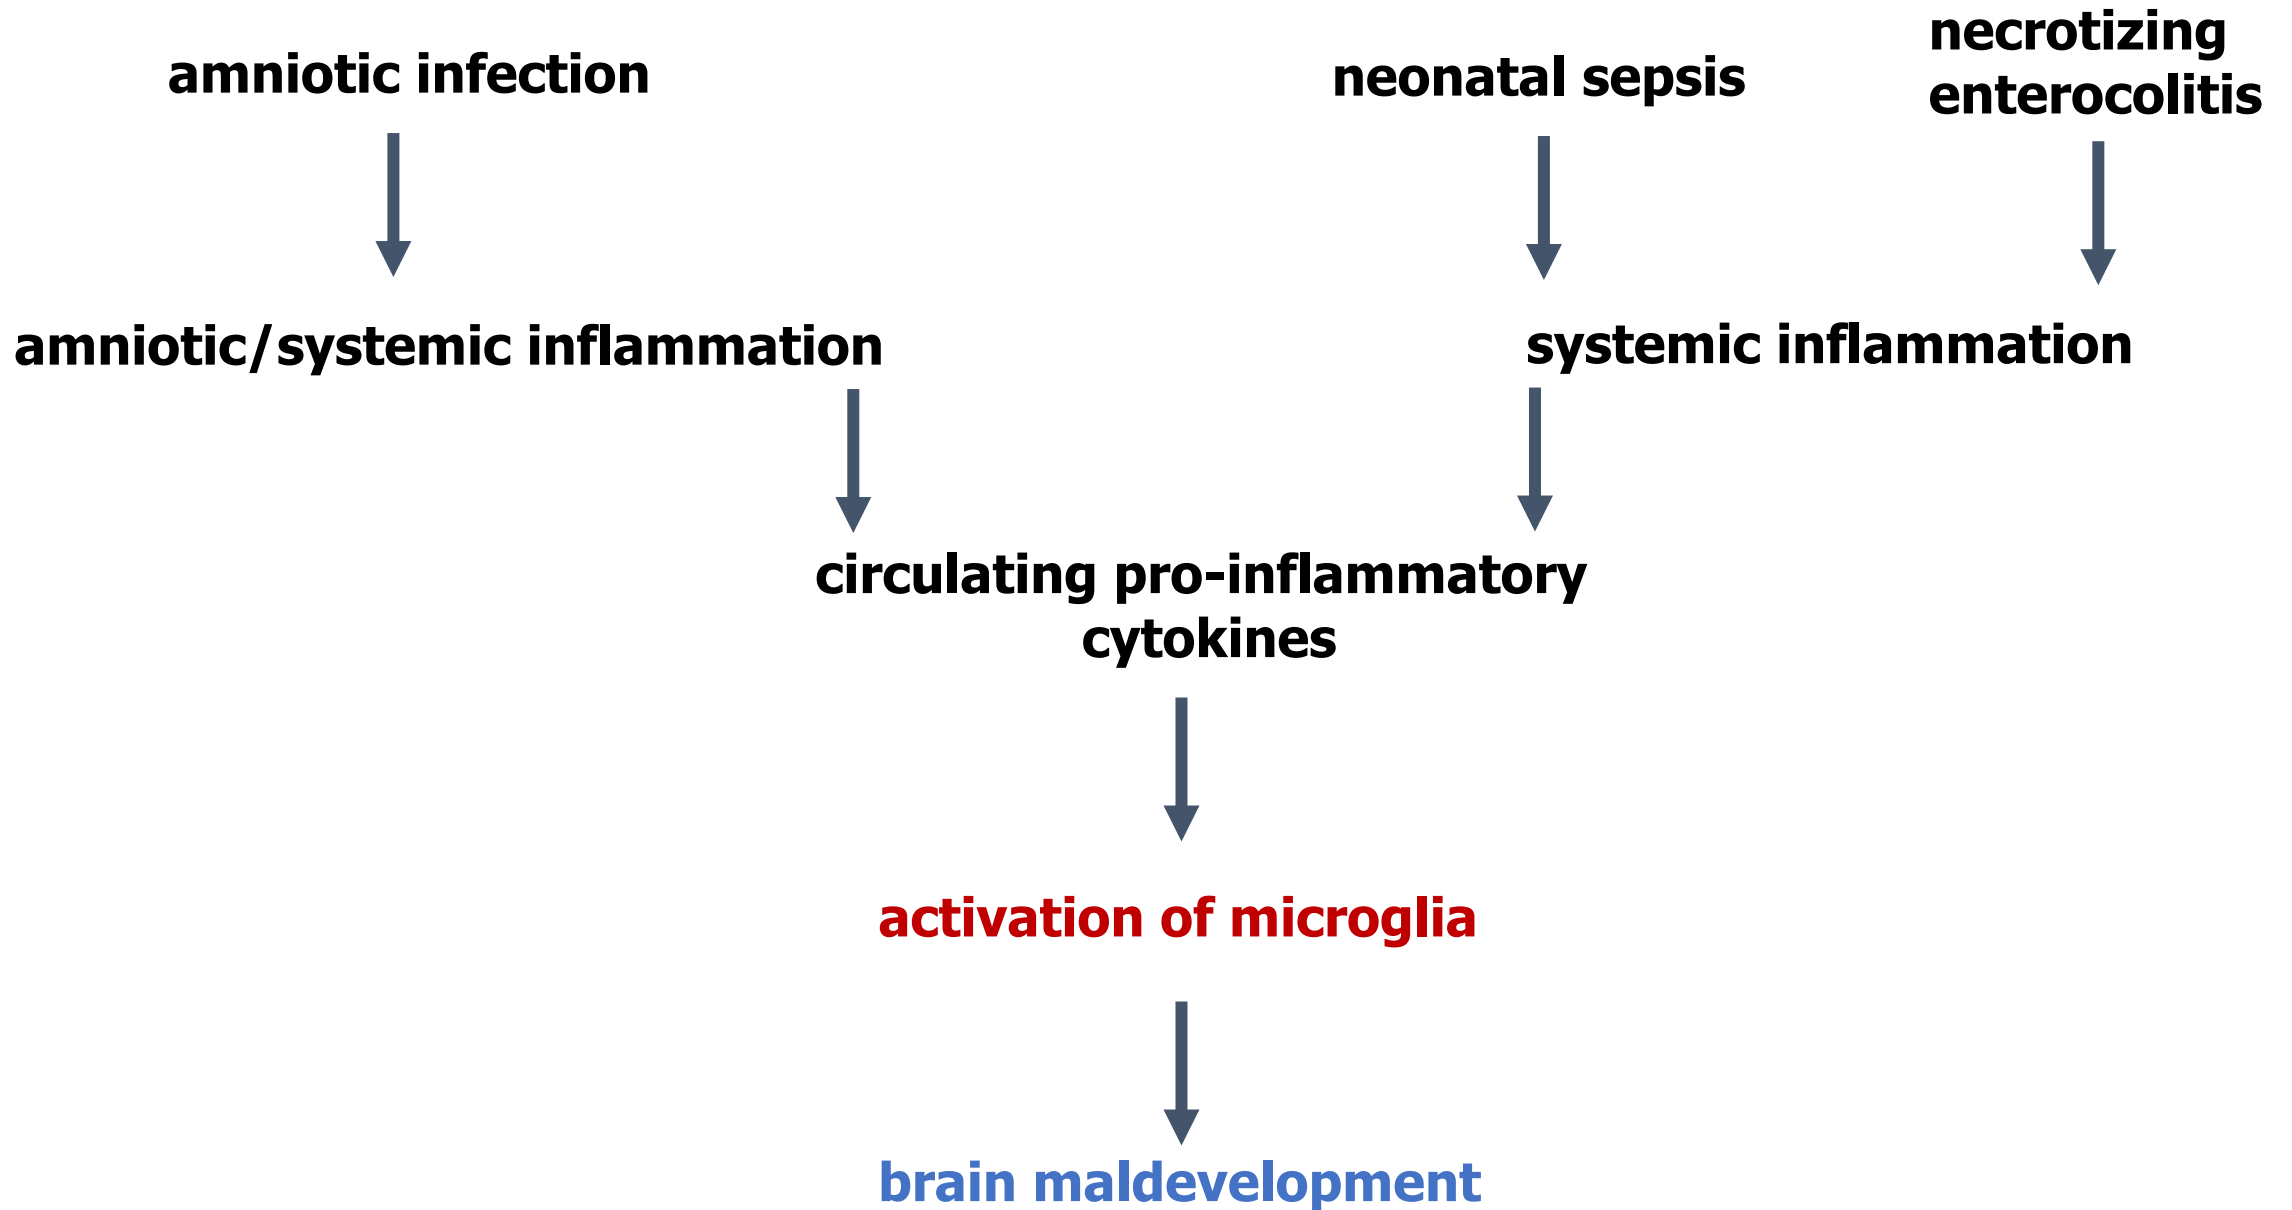 amniotic infection
neonatal sepsis
necrotizing
enterocolitis
amniotic/systemic inflammation
systemic inflammation
circulating pro-inflammatory
cytokines
activation of microglia
brain maldevelopment